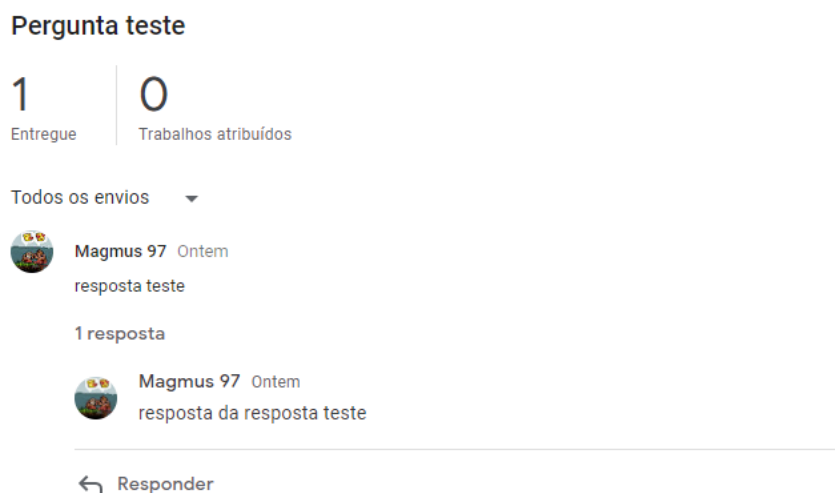 Pergunta teste
1
0
Entregue
Trabalhos atribuídos
Todos os envios
Magmus 97 Ontem
resposta teste
1 resposta
Magmus 97 Ontem
resposta da resposta teste
Responder